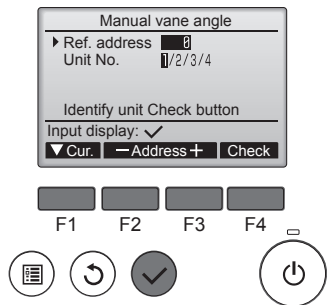 Manual vane angle
Ref. address 0
Unit No. 1/2/3/4
Identify unit Check button
Input display: ✓
▼ Cur. − Address + Check
F1 F2 F3 F4